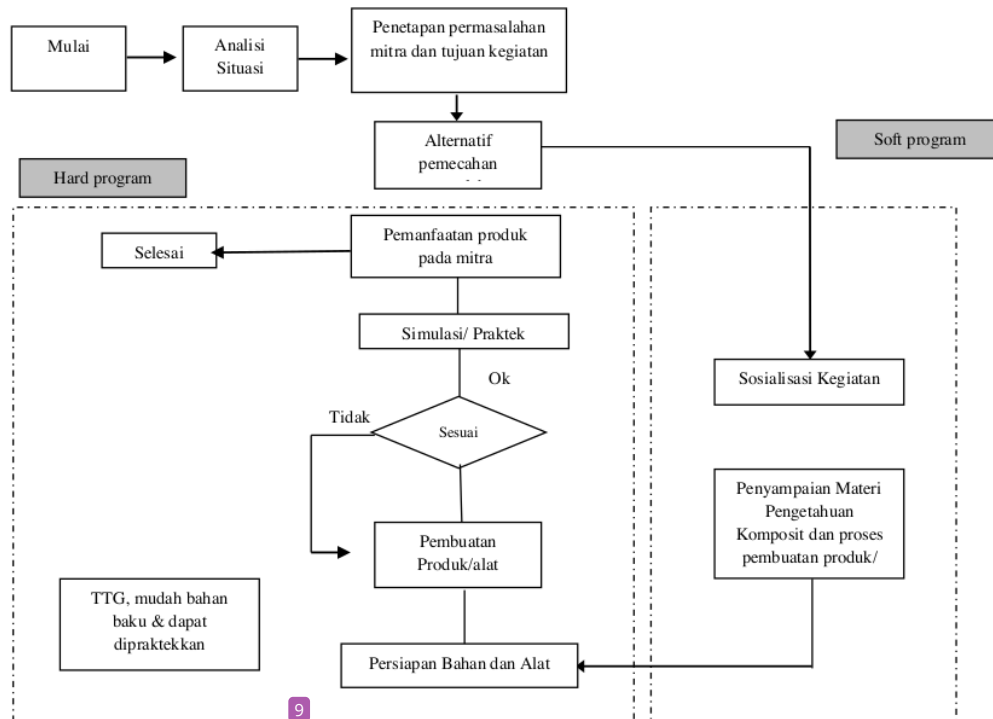 Mulai
Analisi
Situasi
Penetapan permasalahan
mitra dan tujuan kegiatan
Alternatif
pemecahan
Soft program
Hard program
Pemanfaatan produk
pada mitra
Selesai
Simulasi/ Praktek
Ok
Sosialisasi Kegiatan
Tidak
Sesuai
Penyampaian Materi
Pengetahuan
Komposit dan proses
pembuatan produk/
Pembuatan
Produk/alat
TTG, mudah bahan
baku & dapat
dipraktekkan
Persiapan Bahan dan Alat
9